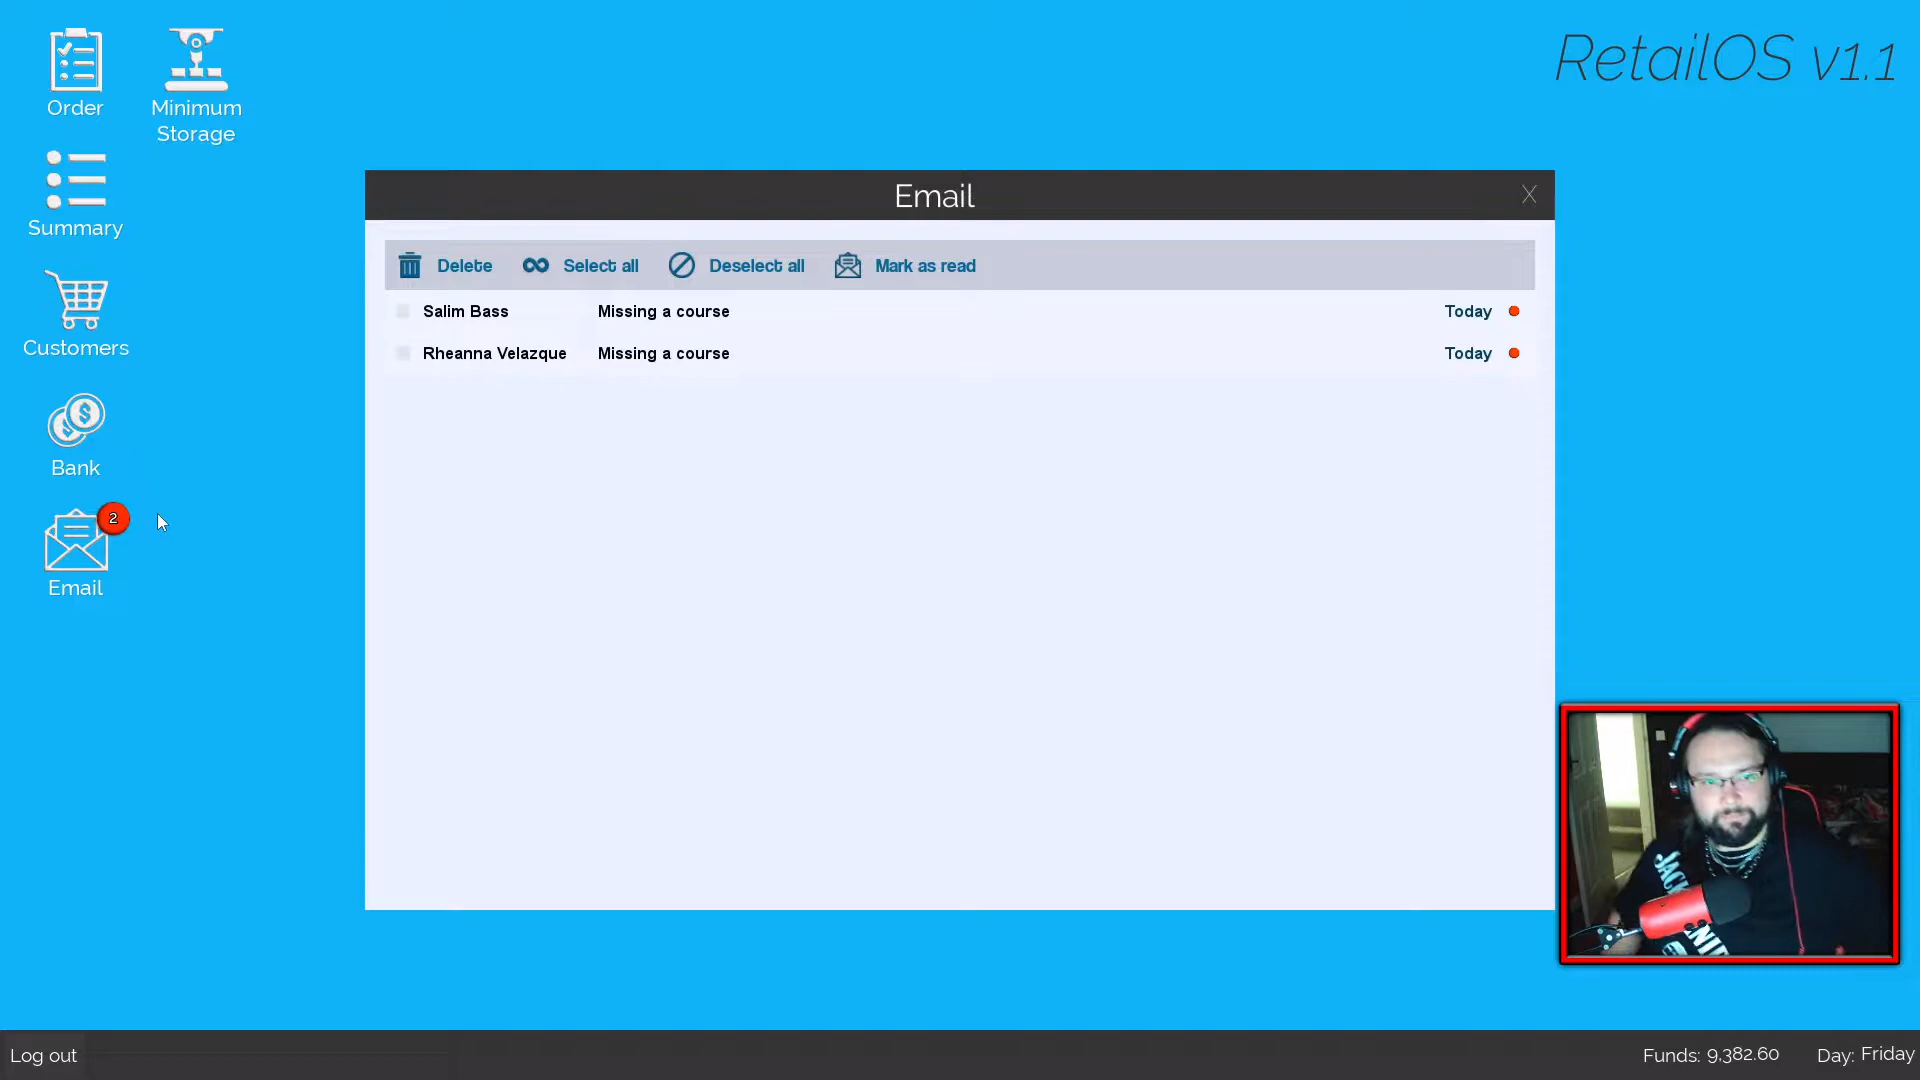 Order
Minimum
Storage
RetailOS v1.1
Summary
Customers
Bank
2
Email
Email
X
Delete
Select all
Deselect all
Mark as read
Salim Bass
Missing a course
Today
Rheanna Velazque
Missing a course
Today
JACK
Log out
Funds: 9,382.60
Day: Friday